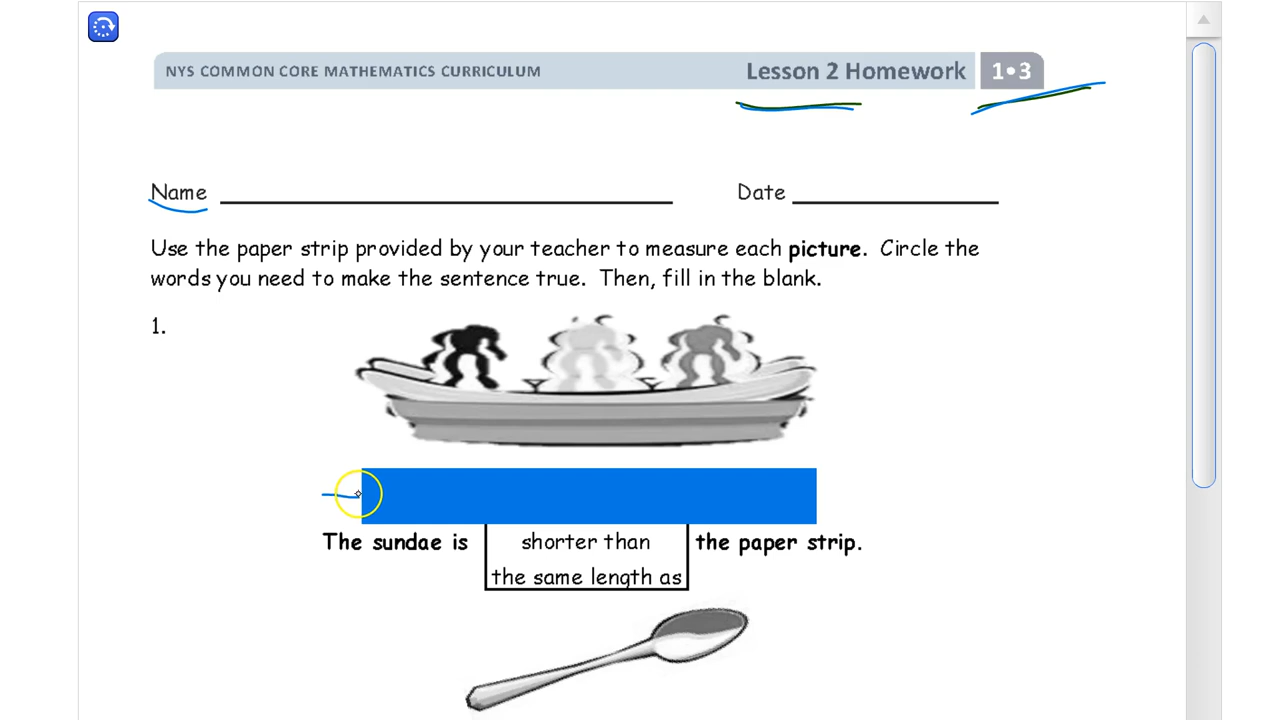 NYS COMMON CORE MATHEMATICS CURRICULUM Lesson 2 Homework 1•3
Name Date
Use the paper strip provided by your teacher to measure each picture. Circle the
words you need to make the sentence true. Then, fill in the blank.
1.
The sundae is shorter than the paper strip.
the same length as